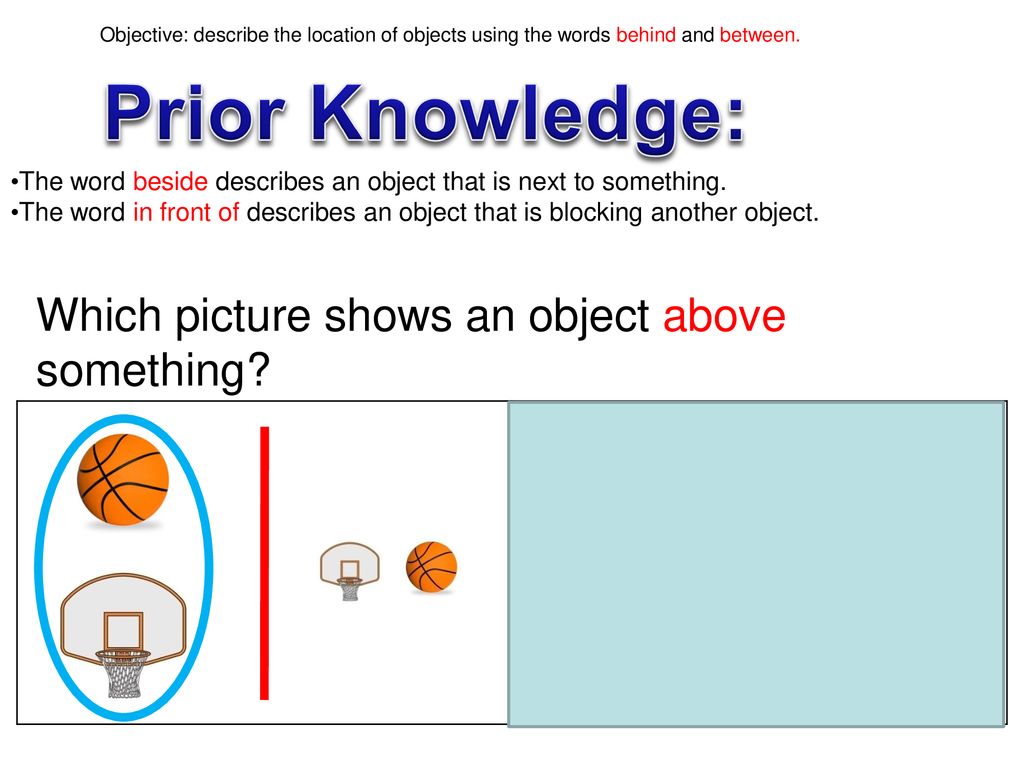 Objective: describe the location of objects using the words behind and between.
Prior Knowledge:
•The word beside describes an object that is next to something.
•The word in front of describes an object that is blocking another object.
Which picture shows an object above
something?